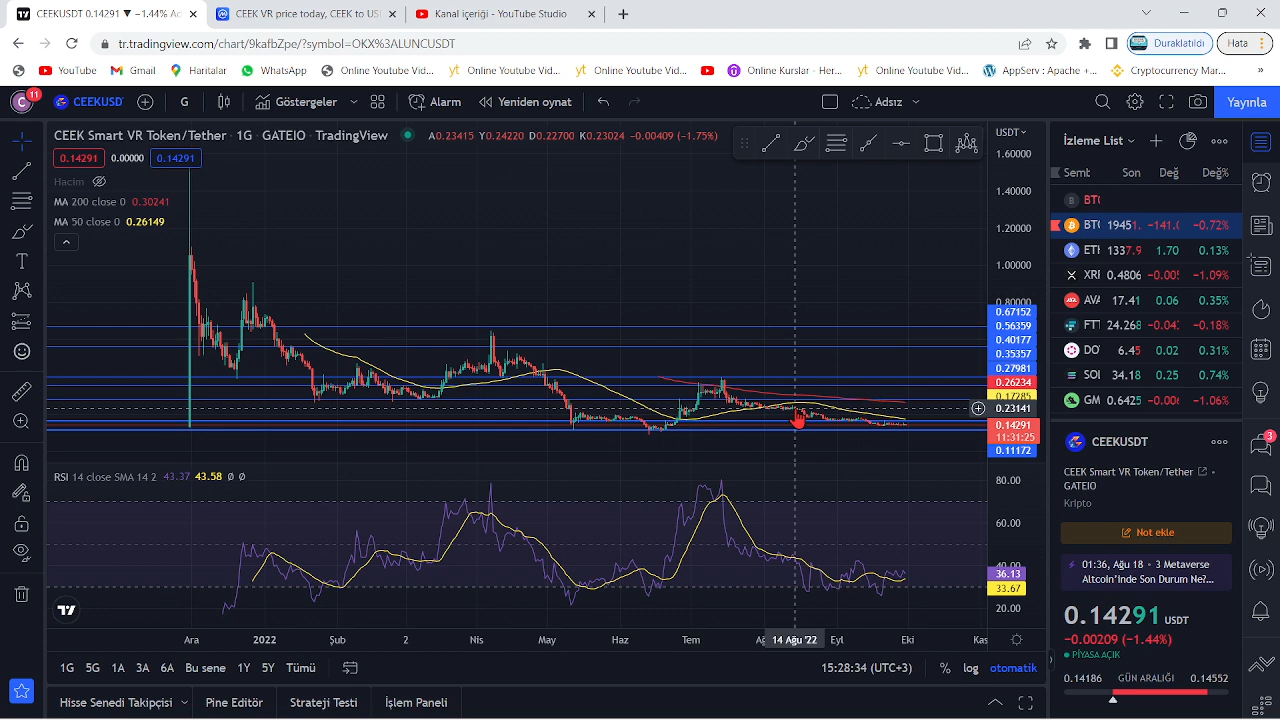 CEEKUSDT 0.14291 ▼ −1.44% Ac
CEEK VR price today, CEEK to US
Kanal içeriği - YouTube Studio
tr.tradingview.com/chart/9kafbZpe/?symbol=OKX%3ALUNCUSDT
Duraklatıldı
Hata
YouTube
Gmail
Haritalar
WhatsApp
Online Youtube Vid...
Online Youtube Vid...
Online Youtube Vid...
Online Kurslar - Her...
Online Youtube Vid...
AppServ : Apache +...
Cryptocurrency Mar...
»
C
11
CEEKUSD
G
Göstergeler
Alarm
Yeniden oynat
Adsız
Yayınla
CEEK Smart VR Token/Tether · 1G · GATEIO · TradingView
A0.23415 Y0.24220 D0.22700 K0.23024 −0.00409 (−1.75%)
0.14291 0.00000 0.14291
Hacim
MA 200 close 0 0.30241
MA 50 close 0 0.26149
USDT
1.60000
1.40000
1.20000
1.00000
0.80000
0.67152
0.56359
0.40177
0.35357
0.27981
0.26234
0.17285
0.23141
0.14291
11:31:25
0.11172
RSI 14 close SMA 14 2 43.37 43.58 Ø Ø
80.00
60.00
40.00
36.13
33.67
20.00
Ara
2022
Şub
2
Nis
May
Haz
Tem
14 Ağu '22
Eyl
Eki
Kas
1G
5G
1A
3A
6A
Bu sene
1Y
5Y
Tümü
15:28:34 (UTC+3)
%
log
otomatik
Hisse Senedi Takipçisi
Pine Editör
Strateji Testi
İşlem Paneli
İzleme List
Semt Son Değ Değ%
BTC
BTC 19451. −141.0 −0.72%
ETH 1337.9 1.70 0.13%
XRI 0.4806 −0.005 −1.09%
AVA 17.41 0.06 0.35%
FTT 24.268 −0.04 −0.18%
DO 6.45 0.02 0.31%
SOL 34.18 0.25 0.74%
GM 0.6425 −0.006 −1.06%
CEEKUSDT
CEEK Smart VR Token/Tether
GATEIO
Kripto
Not ekle
01:36, Ağu 18 • 3 Metaverse
Altcoin'inde Son Durum Ne?...
0.14291 USDT
−0.00209 (−1.44%)
PİYASA AÇIK
0.14186 GÜN ARALIĞI 0.14552
3